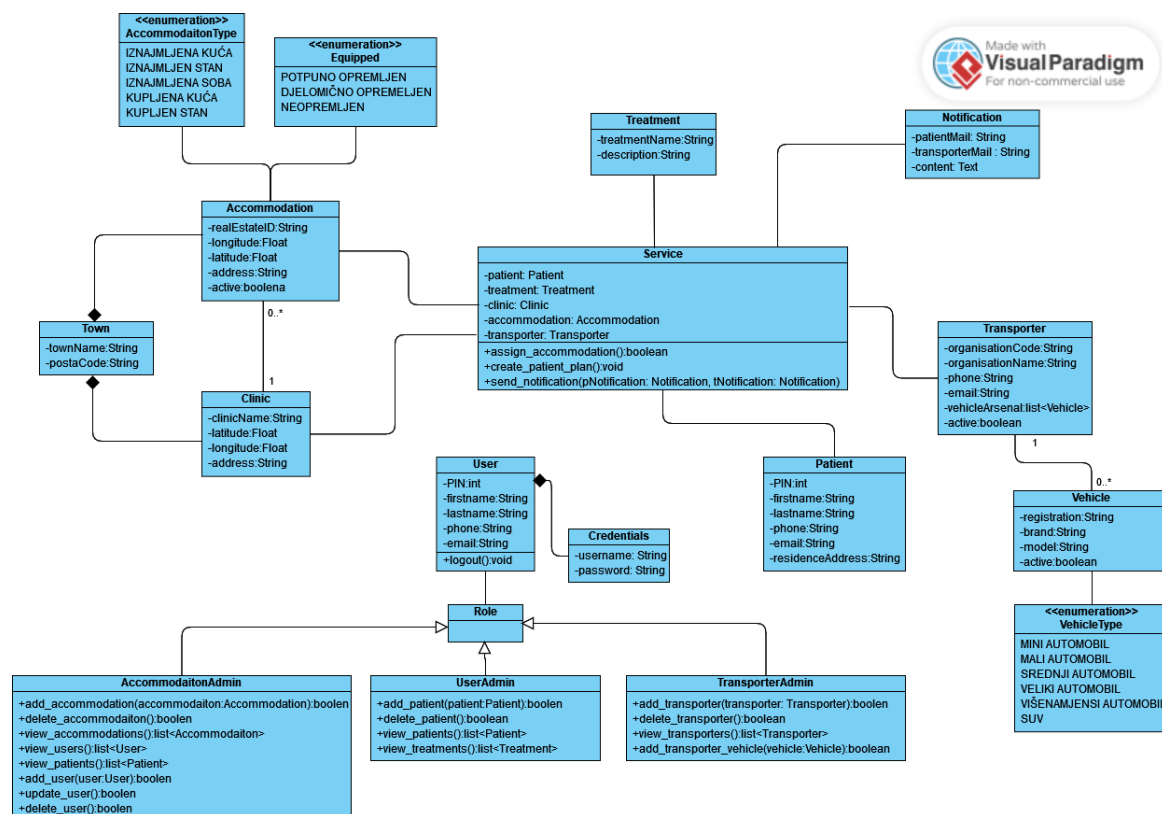 <<enumeration>>
AccommodaitonType
IZNAJMLJENA KUĆA
IZNAJMLJEN STAN
IZNAJMLJENA SOBA
KUPLJENA KUĆA
KUPLJEN STAN
<<enumeration>>
Equipped
POTPUNO OPREMLJEN
DJELOMIČNO OPREMELJEN
NEOPREMLJEN
Made with
VisualParadigm
For non-commercial use
Treatment
-treatmentName:String
-description:String
Notification
-patientMail: String
-transporterMail : String
-content: Text
Accommodation
-realEstateID:String
-longitude:Float
-latitude:Float
-address:String
-active:boolena
0..*
1
Service
-patient: Patient
-treatment: Treatment
-clinic: Clinic
-accommodation: Accommodation
-transporter: Transporter
+assign_accommodation():boolean
+create_patient_plan():void
+send_notification(pNotification: Notification, tNotification: Notification)
Town
-townName:String
-postaCode:String
Transporter
-organisationCode:String
-organisationName:String
-phone:String
-email:String
-vehicleArsenal:list<Vehicle>
-active:boolean
1
0..*
Clinic
-clinicName:String
-latitude:Float
-longitude:Float
-address:String
User
-PIN:int
-firstname:String
-lastname:String
-phone:String
-email:String
+logout():void
Credentials
-username: String
-password: String
Patient
-PIN:int
-firstname:String
-lastname:String
-phone:String
-email:String
-residenceAddress:String
Vehicle
-registration:String
-brand:String
-model:String
-active:boolean
Role
<<enumeration>>
VehicleType
MINI AUTOMOBIL
MALI AUTOMOBIL
SREDNJI AUTOMOBIL
VELIKI AUTOMOBIL
VIŠENAMJENSI AUTOMOBIL
SUV
AccommodaitonAdmin
+add_accommodation(accommodaiton:Accommodation):boolen
+delete_accommodaiton():boolen
+view_accommodations():list<Accommodaiton>
+view_users():list<User>
+view_patients():list<Patient>
+add_user(user:User):boolen
+update_user():boolen
+delete_user():boolen
UserAdmin
+add_patient(patient:Patient):boolen
+delete_patient():boolean
+view_patients():list<Patient>
+view_treatments():list<Treatment>
TransporterAdmin
+add_transporter(transporter: Transporter):boolen
+delete_transporter():boolean
+view_transporters():list<Transporter>
+add_transporter_vehicle(vehicle:Vehicle):boolean